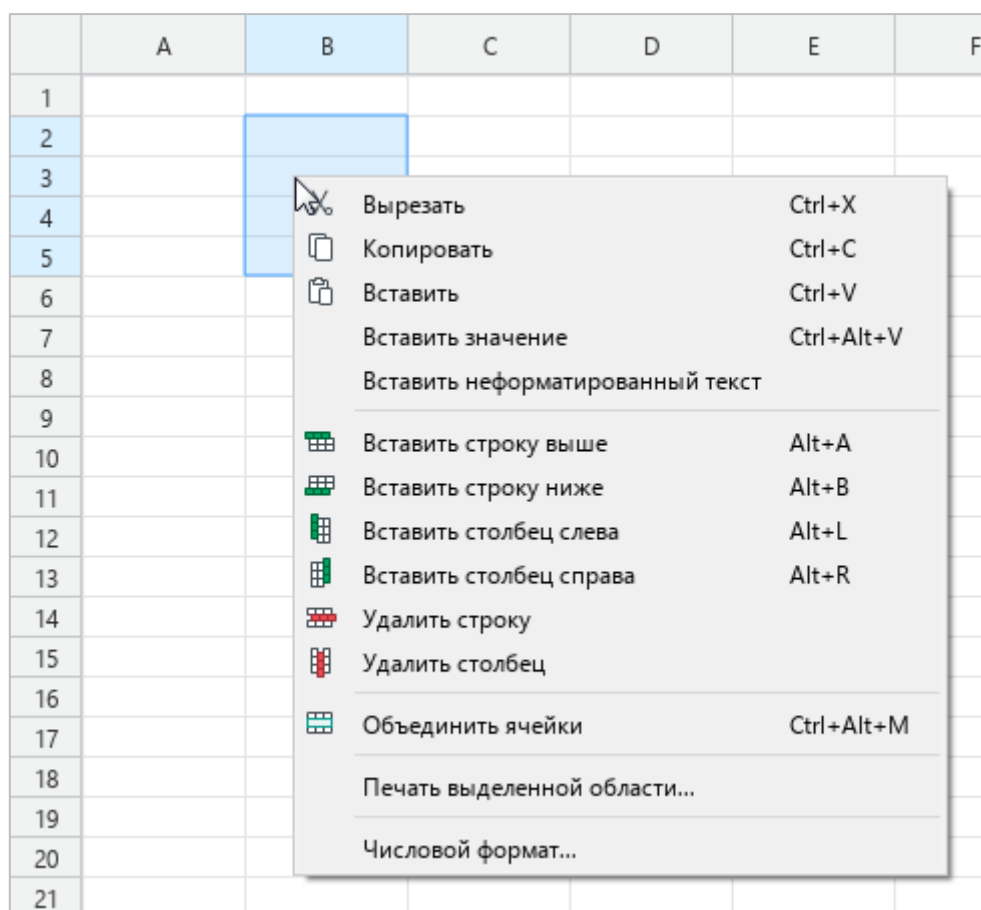 A B C D E F
1
2
3
Вырезать Ctrl+X
4
Копировать Ctrl+C
5
Вставить Ctrl+V
6
Вставить значение Ctrl+Alt+V
7
Вставить неформатированный текст
8
9
Вставить строку выше Alt+A
10
Вставить строку ниже Alt+B
11
Вставить столбец слева Alt+L
12
Вставить столбец справа Alt+R
13
Удалить строку
14
Удалить столбец
15
16
Объединить ячейки Ctrl+Alt+M
17
18
Печать выделенной области...
19
Числовой формат...
20
21